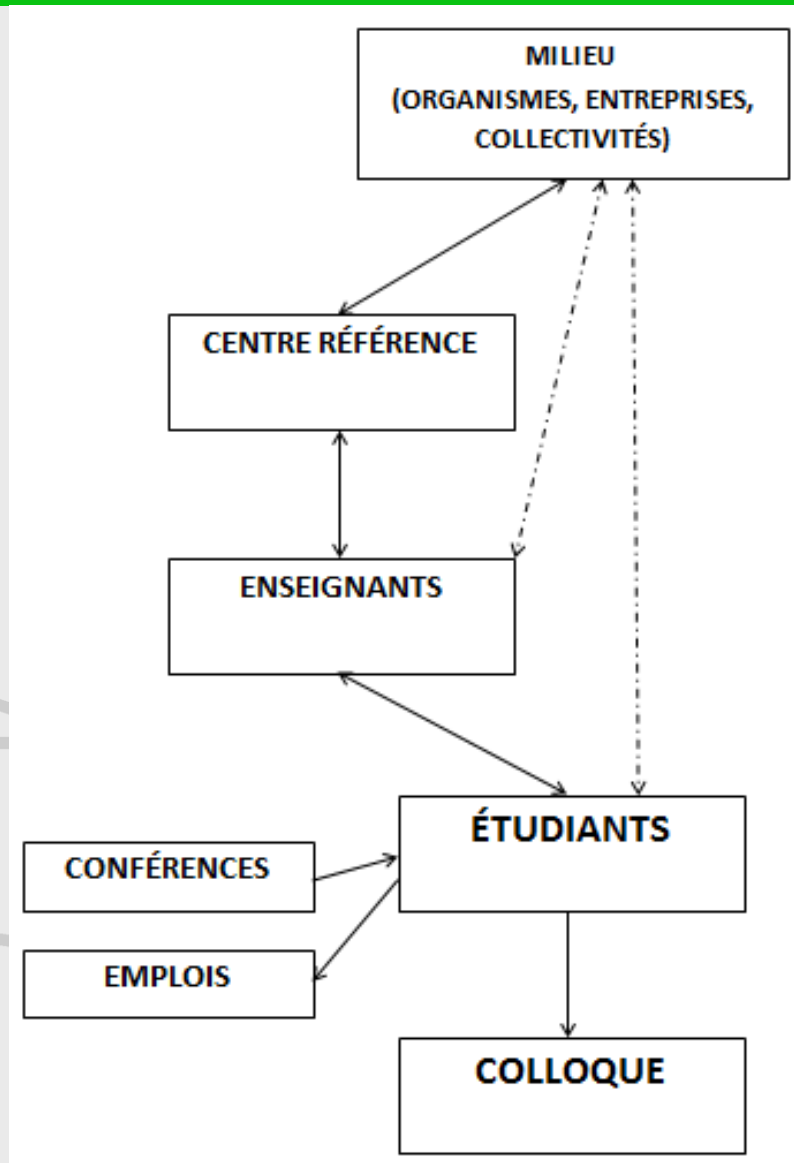 MILIEU
(ORGANISMES, ENTREPRISES,
COLLECTIVITÉS)
CENTRE RÉFÉRENCE
ENSEIGNANTS
ÉTUDIANTS
CONFÉRENCES
EMPLOIS
COLLOQUE